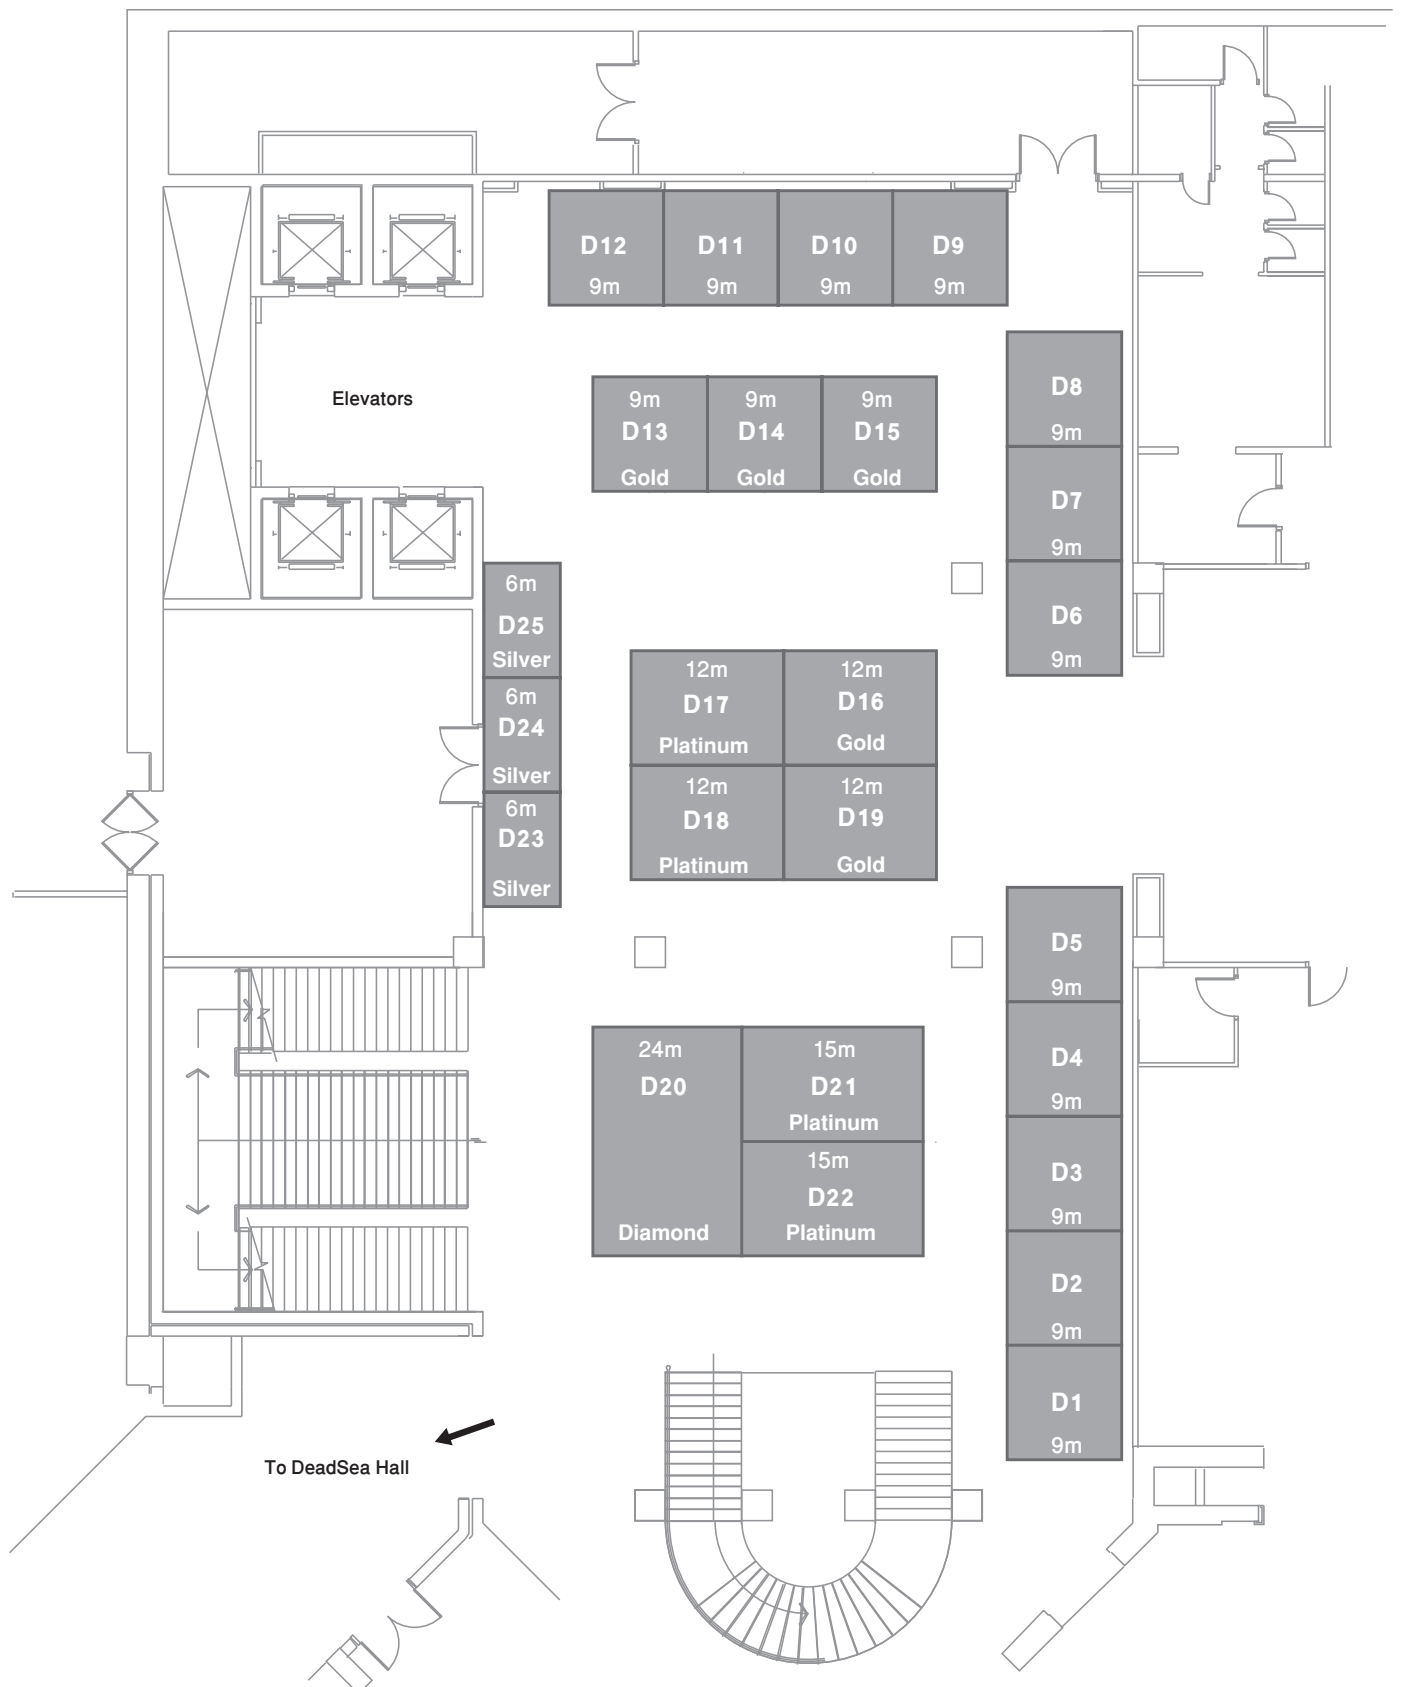 D12
9m
D11
9m
D10
9m
D9
9m
Elevators
9m
D13
Gold
9m
D14
Gold
9m
D15
Gold
D8
9m
D7
9m
D6
9m
6m
D25
Silver
6m
D24
Silver
6m
D23
Silver
12m
D17
Platinum
12m
D16
Gold
12m
D18
Platinum
12m
D19
Gold
D5
9m
D4
9m
D3
9m
D2
9m
D1
9m
24m
D20
Diamond
15m
D21
Platinum
15m
D22
Platinum
To DeadSea Hall